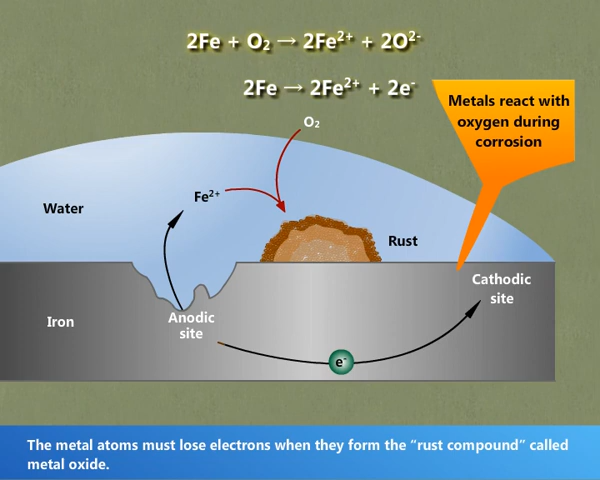 2Fe + O₂ → 2Fe²⁺ + 2O²⁻
2Fe → 2Fe²⁺ + 2e⁻
Metals react with
oxygen during
corrosion
O₂
Fe²⁺
Water
Rust
Cathodic
site
Iron
Anodic
site
e⁻
The metal atoms must lose electrons when they form the “rust compound” called
metal oxide.